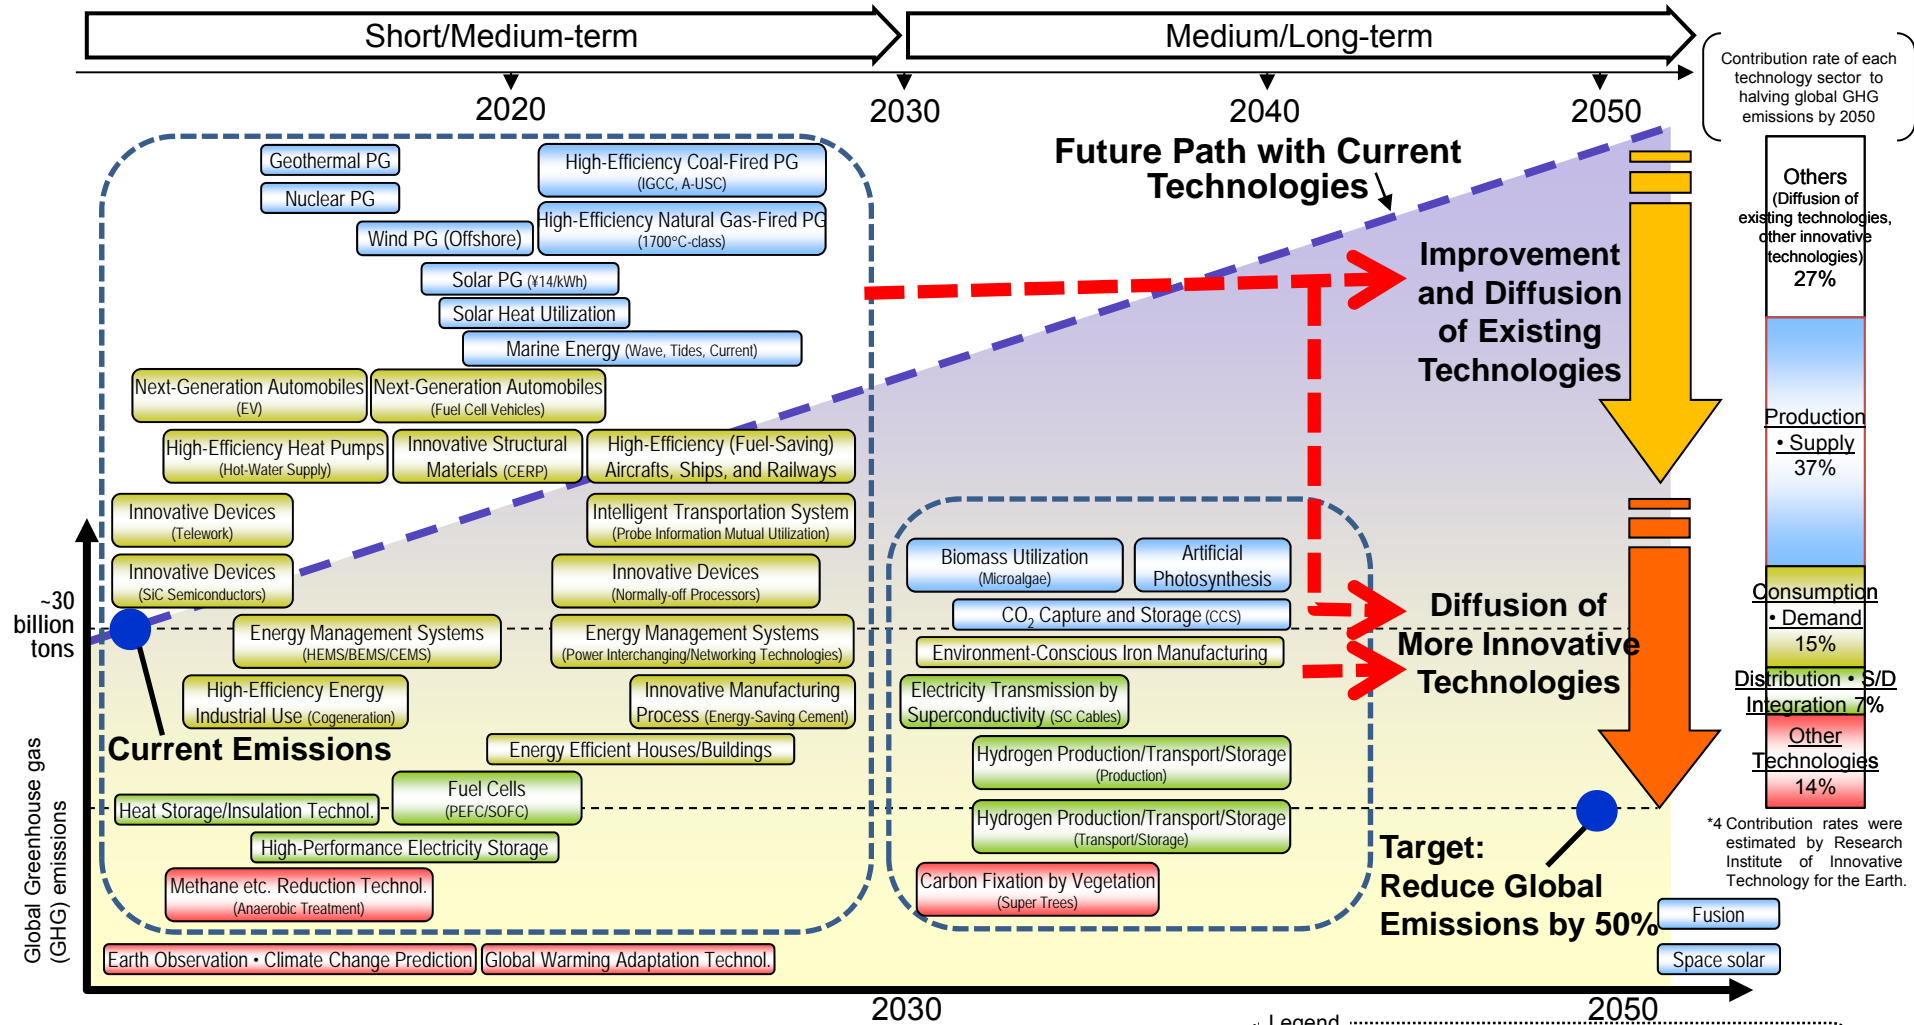 Short/Medium-term
Medium/Long-term
2020
2030
2040
2050
Contribution rate of each
technology sector to
halving global GHG
emissions by 2050
Future Path with Current
Technologies
Geothermal PG
Nuclear PG
High-Efficiency Coal-Fired PG
(IGCC, A-USC)
High-Efficiency Natural Gas-Fired PG
(1700°C-class)
Wind PG (Offshore)
Solar PG (¥14/kWh)
Solar Heat Utilization
Marine Energy (Wave, Tides, Current)
Next-Generation Automobiles
(EV)
Next-Generation Automobiles
(Fuel Cell Vehicles)
High-Efficiency Heat Pumps
(Hot-Water Supply)
Innovative Structural
Materials (CERP)
High-Efficiency (Fuel-Saving)
Aircrafts, Ships, and Railways
Innovative Devices
(Telework)
Intelligent Transportation System
(Probe Information Mutual Utilization)
Innovative Devices
(SiC Semiconductors)
Innovative Devices
(Normally-off Processors)
~30
billion
tons
Energy Management Systems
(HEMS/BEMS/CEMS)
Energy Management Systems
(Power Interchanging/Networking Technologies)
High-Efficiency Energy
Industrial Use (Cogeneration)
Innovative Manufacturing
Process (Energy-Saving Cement)
Current Emissions
Energy Efficient Houses/Buildings
Heat Storage/Insulation Technol.
Fuel Cells
(PEFC/SOFC)
High-Performance Electricity Storage
Methane etc. Reduction Technol.
(Anaerobic Treatment)
Earth Observation • Climate Change Prediction
Global Warming Adaptation Technol.
Global Greenhouse gas
(GHG) emissions
Improvement
and Diffusion
of Existing
Technologies
Biomass Utilization
(Microalgae)
Artificial
Photosynthesis
CO2 Capture and Storage (CCS)
Environment-Conscious Iron Manufacturing
Electricity Transmission by
Superconductivity (SC Cables)
Hydrogen Production/Transport/Storage
(Production)
Hydrogen Production/Transport/Storage
(Transport/Storage)
Carbon Fixation by Vegetation
(Super Trees)
Diffusion of
More Innovative
Technologies
Target:
Reduce Global
Emissions by 50%
Others
(Diffusion of
existing technologies,
other innovative
technologies)
27%
Production
• Supply
37%
Consumption
• Demand
15%
Distribution • S/D
Integration 7%
Other
Technologies
14%
*4 Contribution rates were
estimated by Research
Institute of Innovative
Technology for the Earth.
Fusion
Space solar
2030
2050
Legend